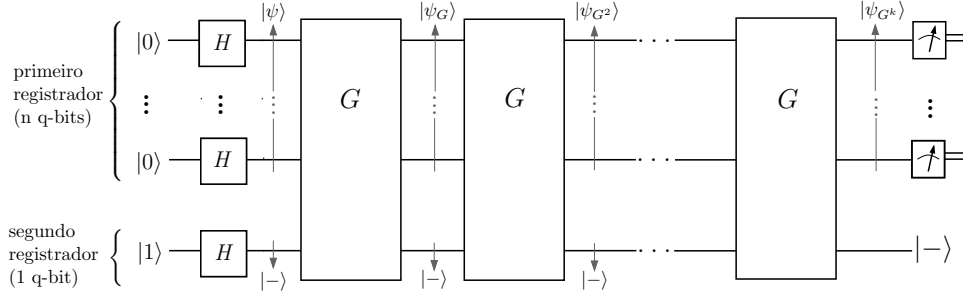 |ψ⟩ |ψ_G⟩ |ψ_{G²}⟩ |ψ_{G^k}⟩
|0⟩ H . . .
primeiro
registrador
(n q-bits)
G G G
|0⟩ H . . .
segundo
registrador
(1 q-bit)
|1⟩ H . . . |−⟩
|−⟩ |−⟩ |−⟩